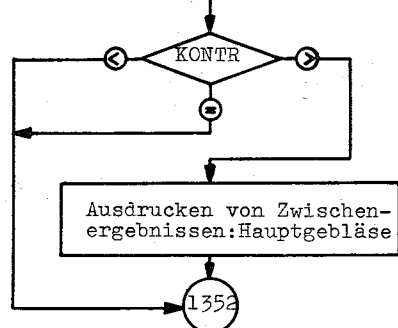 KONTR
< >
=
Ausdrucken von Zwischen-
ergebnissen:Hauptgebläse
1352